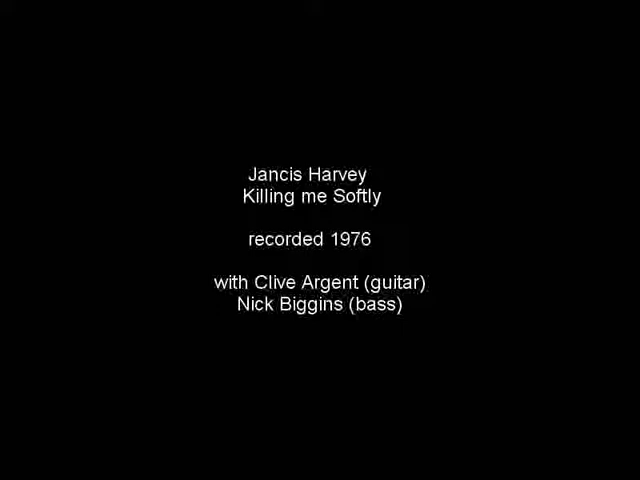 Jancis Harvey
Killing me Softly
recorded 1976
with Clive Argent (guitar)
Nick Biggins (bass)